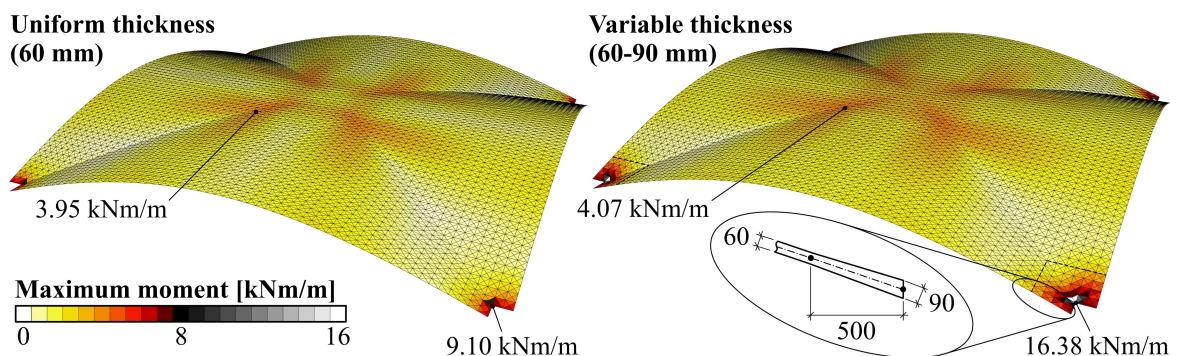 Uniform thickness
(60 mm)
3.95 kNm/m
Maximum moment [kNm/m]
0 8 16
9.10 kNm/m
Variable thickness
(60-90 mm)
4.07 kNm/m
60
90
500
16.38 kNm/m